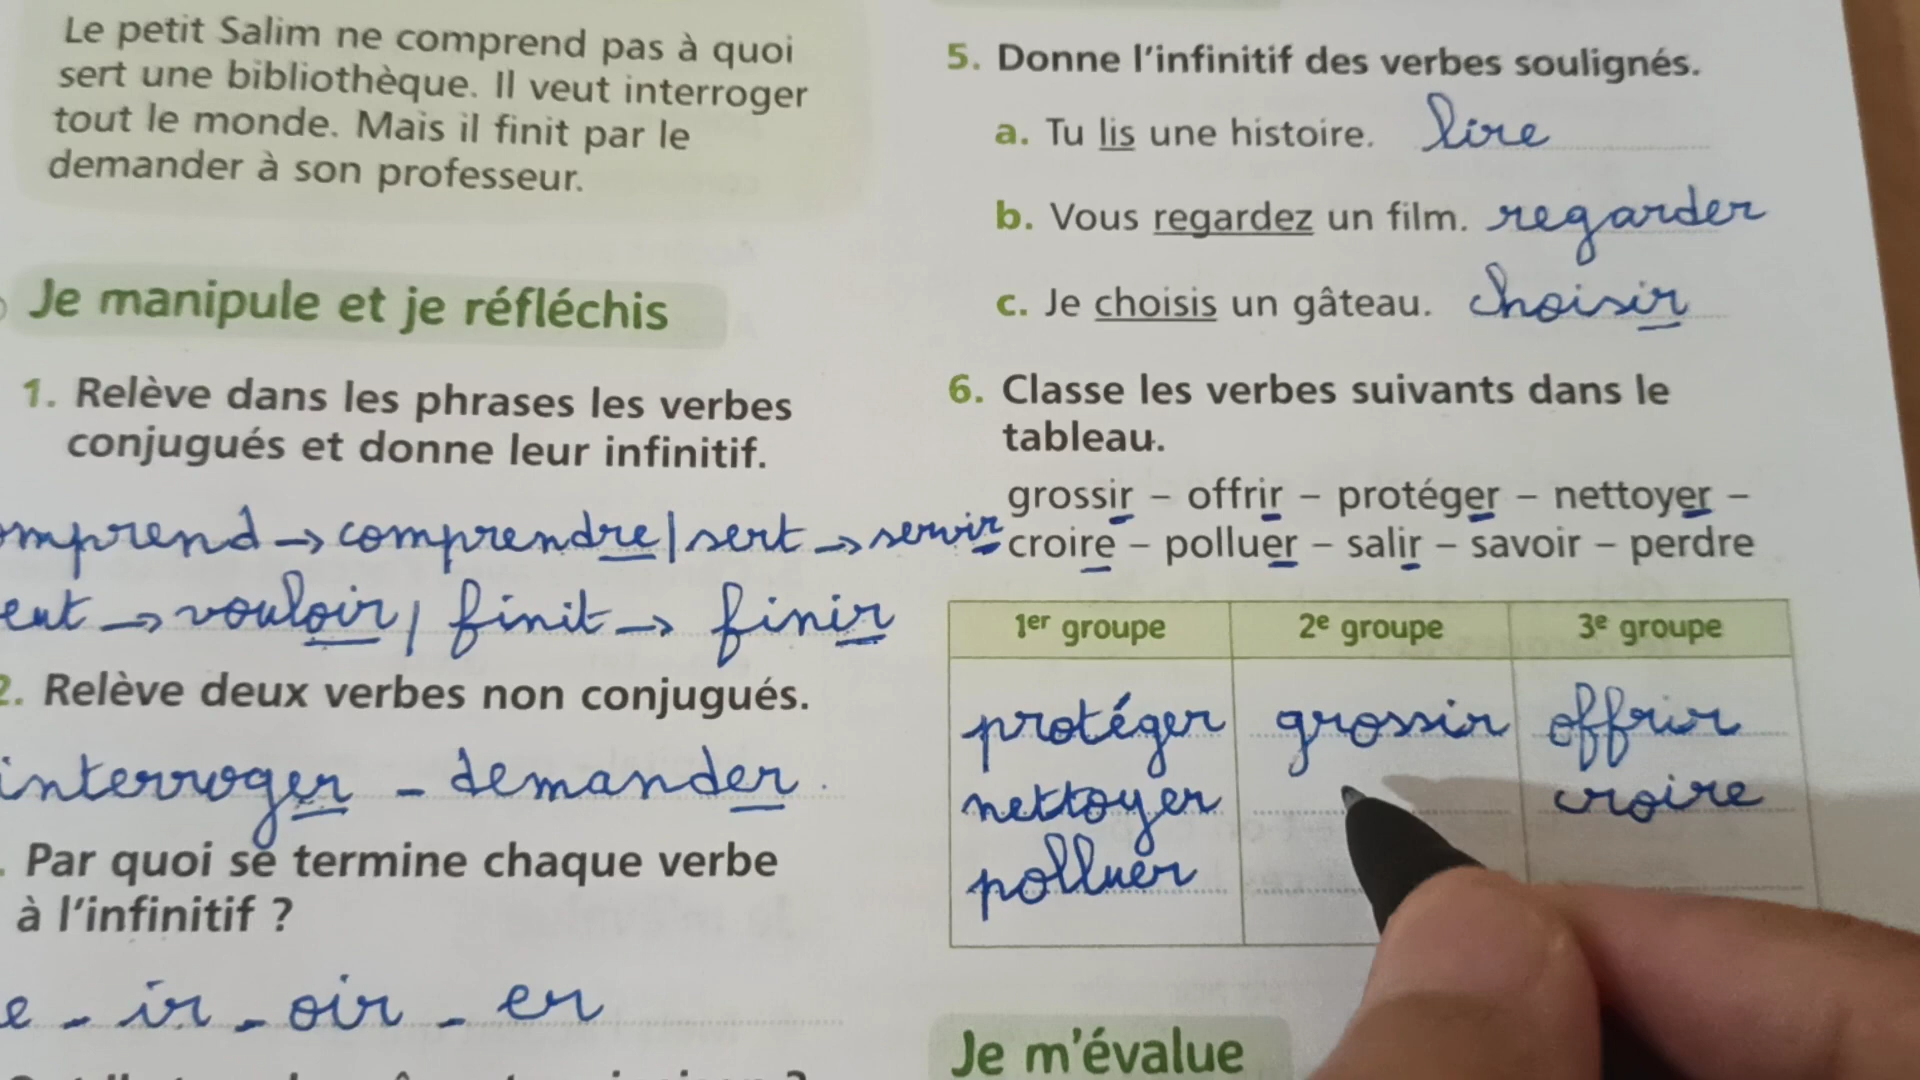 Le petit Salim ne comprend pas à quoi
sert une bibliothèque. Il veut interroger
tout le monde. Mais il finit par le
demander à son professeur.
Je manipule et je réfléchis
1. Relève dans les phrases les verbes
conjugués et donne leur infinitif.
omprend → comprendre | sert → servir
eut → vouloir | finit → finir
2. Relève deux verbes non conjugués.
interroger - demander.
. Par quoi se termine chaque verbe
à l'infinitif ?
e - ir - oir - er
5. Donne l'infinitif des verbes soulignés.
a. Tu lis une histoire. lire
b. Vous regardez un film. regarder
c. Je choisis un gâteau. choisir
6. Classe les verbes suivants dans le
tableau.
grossir – offrir – protéger – nettoyer –
croire – polluer – salir – savoir – perdre
1er groupe 2e groupe 3e groupe
protéger grossir offrir
nettoyer croire
polluer
Je m'évalue